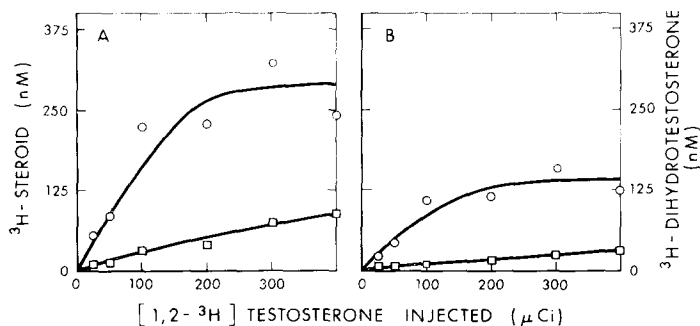 A
B
375
250
125
0
³H-STEROID (nM)
375
250
125
0
³H-DIHYDROTESTOSTERONE (nM)
0 100 200 300
0 100 200 300 400
[1,2-³H] TESTOSTERONE INJECTED (μCi)